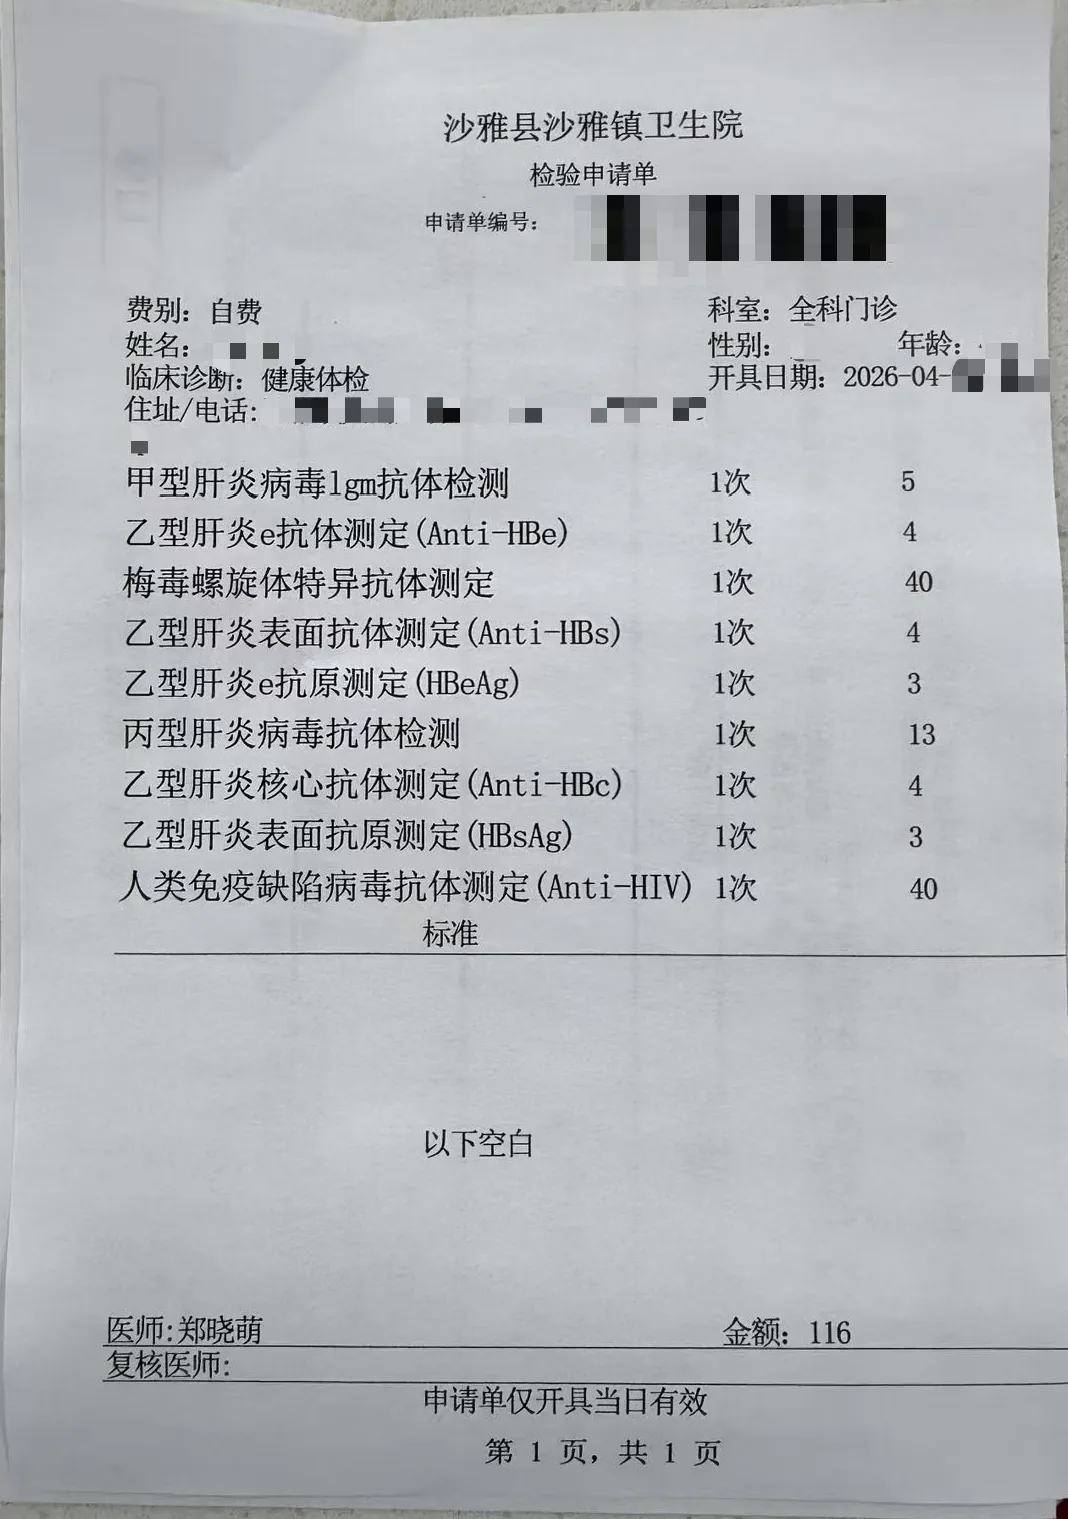 沙雅县沙雅镇卫生院
检验申请单
申请单编号:
费别: 自费 科室: 全科门诊
姓名: 性别: 年龄:
临床诊断: 健康体检 开具日期: 2026-04-
住址/电话:
甲型肝炎病毒lgm抗体检测 1次 5
乙型肝炎e抗体测定(Anti-HBe) 1次 4
梅毒螺旋体特异抗体测定 1次 40
乙型肝炎表面抗体测定(Anti-HBs) 1次 4
乙型肝炎e抗原测定(HBeAg) 1次 3
丙型肝炎病毒抗体检测 1次 13
乙型肝炎核心抗体测定(Anti-HBc) 1次 4
乙型肝炎表面抗原测定(HBsAg) 1次 3
人类免疫缺陷病毒抗体测定(Anti-HIV) 1次 40
标准
以下空白
医师:郑晓萌 金额: 116
复核医师:
申请单仅开具当日有效
第 1 页, 共 1 页